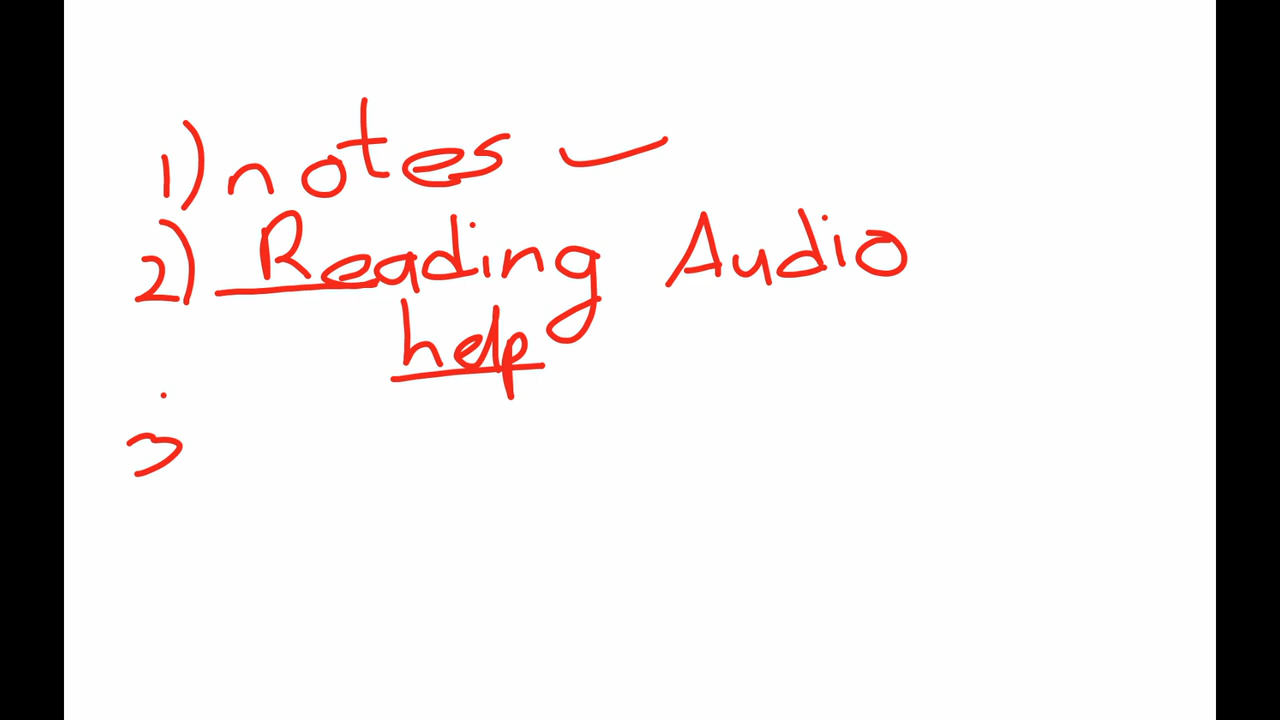 1) notes ✓
2) Reading Audio
help
3